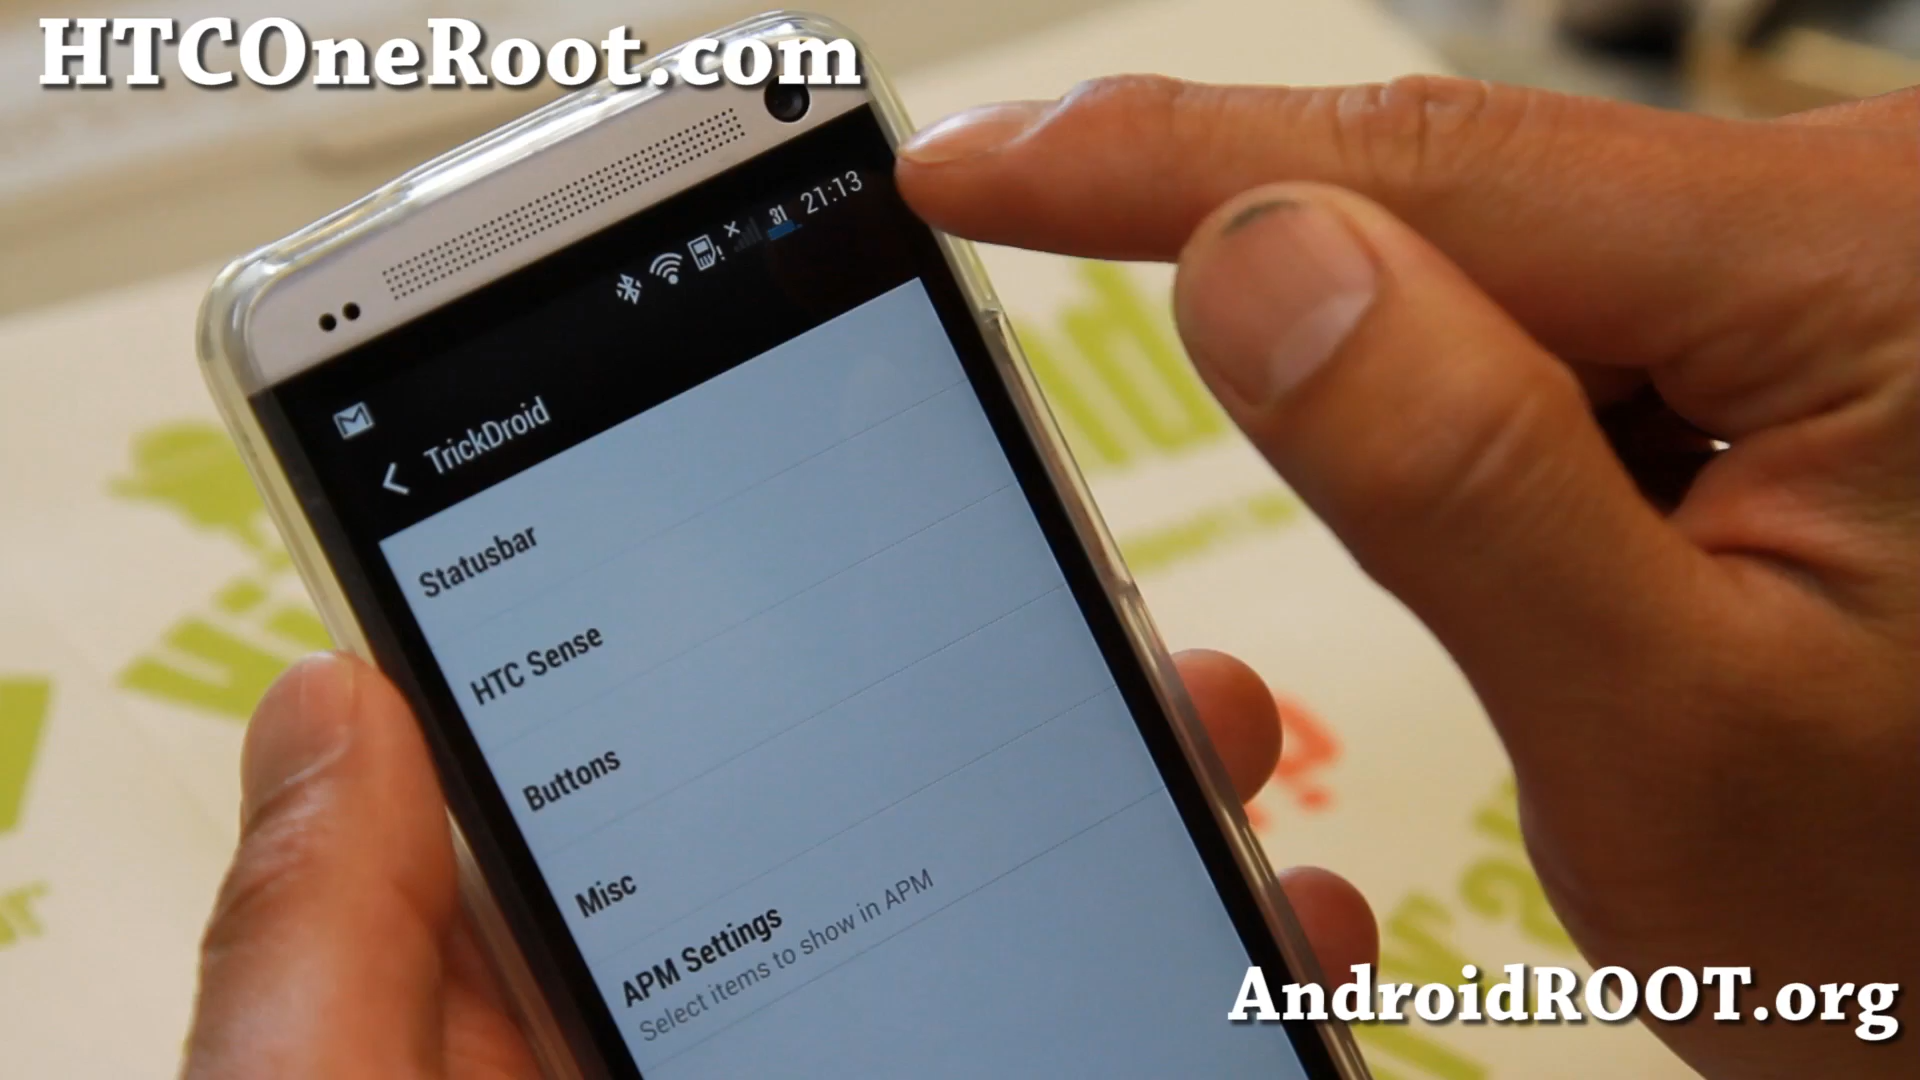 HTCOneRoot.com
31 21:13
TrickDroid
Statusbar
HTC Sense
Buttons
Misc
APM Settings
Select items to show in APM
AndroidROOT.org